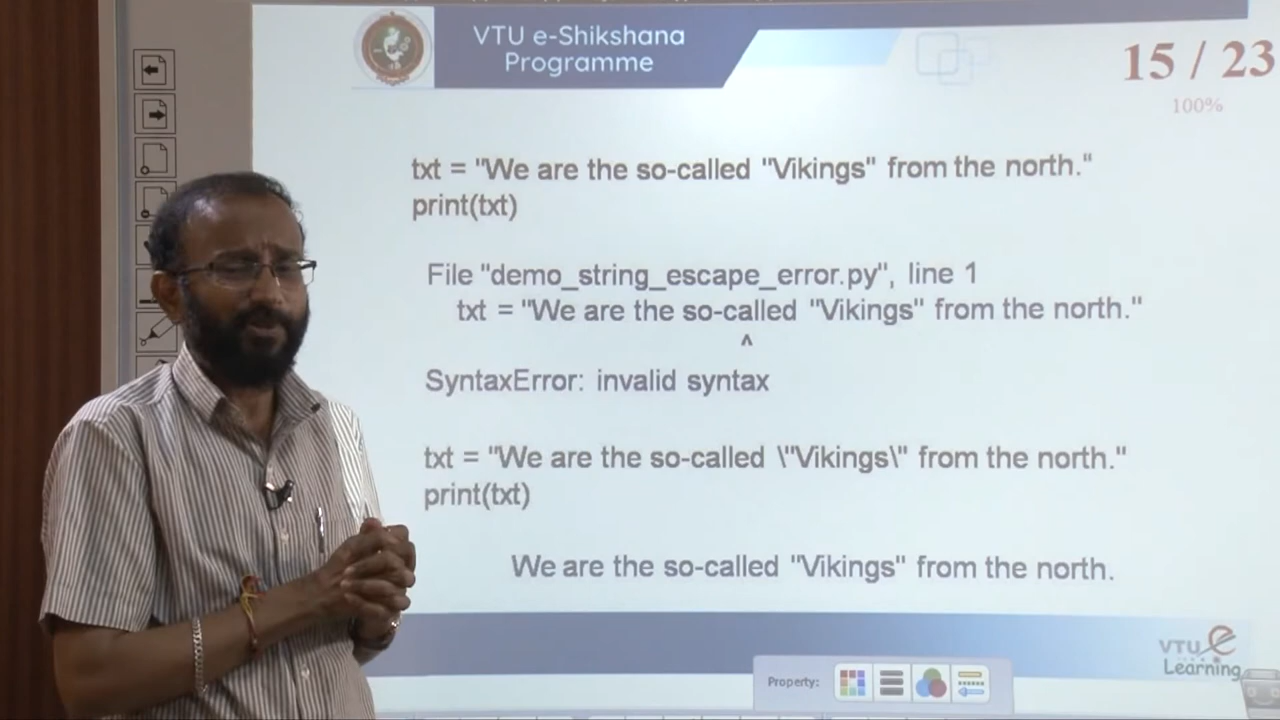 VTU e-Shikshana
Programme
15 / 23
100%
txt = "We are the so-called "Vikings" from the north."
print(txt)
File "demo_string_escape_error.py", line 1
txt = "We are the so-called "Vikings" from the north."
^
SyntaxError: invalid syntax
txt = "We are the so-called \"Vikings\" from the north."
print(txt)
We are the so-called "Vikings" from the north.
VTU e
Learning
Property: